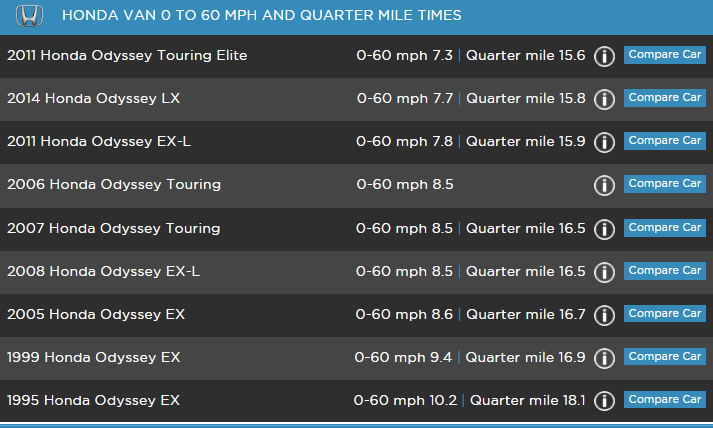 HONDA VAN 0 TO 60 MPH AND QUARTER MILE TIMES
2011 Honda Odyssey Touring Elite 0-60 mph 7.3 | Quarter mile 15.6 i Compare Car
2014 Honda Odyssey LX 0-60 mph 7.7 | Quarter mile 15.8 i Compare Car
2011 Honda Odyssey EX-L 0-60 mph 7.8 | Quarter mile 15.9 i Compare Car
2006 Honda Odyssey Touring 0-60 mph 8.5 i Compare Car
2007 Honda Odyssey Touring 0-60 mph 8.5 | Quarter mile 16.5 i Compare Car
2008 Honda Odyssey EX-L 0-60 mph 8.5 | Quarter mile 16.5 i Compare Car
2005 Honda Odyssey EX 0-60 mph 8.6 | Quarter mile 16.7 i Compare Car
1999 Honda Odyssey EX 0-60 mph 9.4 | Quarter mile 16.9 i Compare Car
1995 Honda Odyssey EX 0-60 mph 10.2 | Quarter mile 18.1 i Compare Car